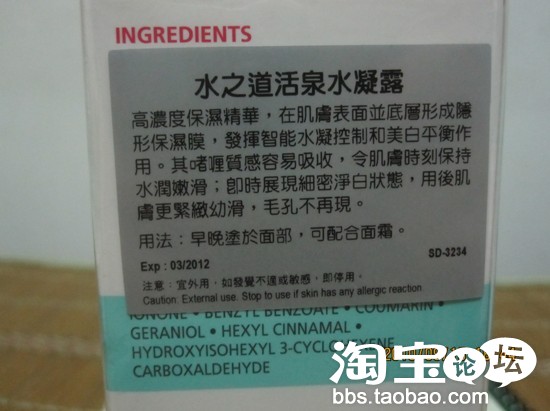 INGREDIENTS
水之道活泉水凝露
高濃度保濕精華，在肌膚表面並底層形成隱
形保濕膜，發揮智能水凝控制和美白平衡作
用。其啫喱質感容易吸收，令肌膚時刻保持
水潤嫩滑；即時展現細密淨白狀態，用後肌
膚更緊緻幼滑，毛孔不再現。
用法：早晚塗於面部，可配合面霜。
Exp : 03/2012
SD-3234
注意：宜外用，如發覺不適或敏感，即停用。
Caution: External use. Stop to use if skin has any allergic reaction.
IONONE • BENZYL BENZOATE • COUMARIN •
GERANIOL • HEXYL CINNAMAL •
HYDROXYISOHEXYL 3-CYCLOHEXENE
CARBOXALDEHYDE
淘宝论坛
bbs.taobao.com